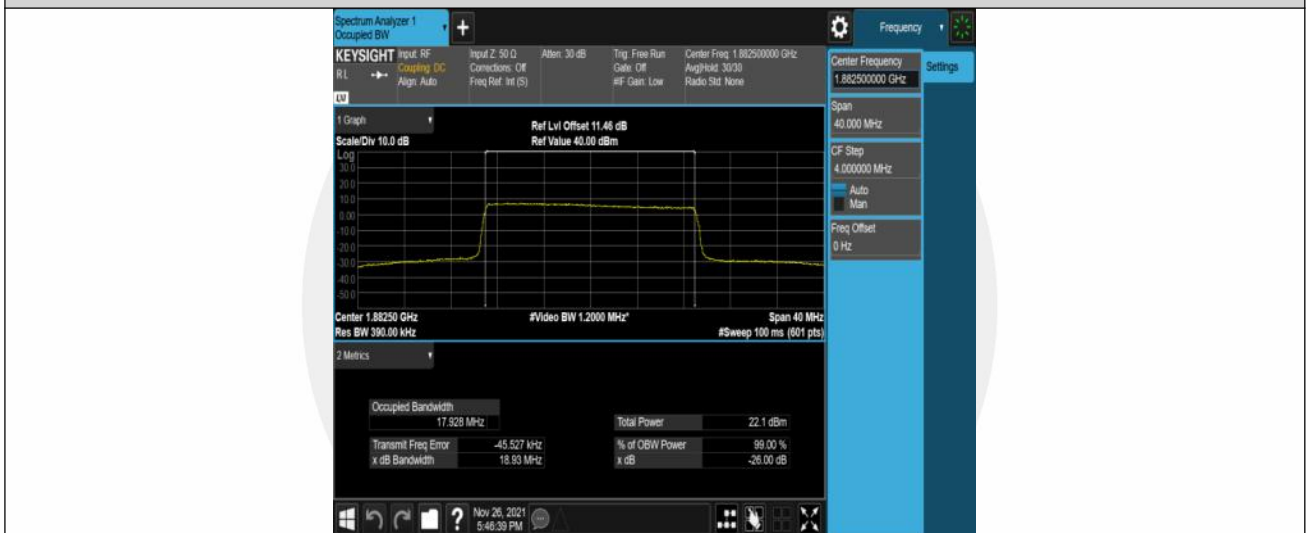 Spectrum Analyzer 1
Occupied BW
+
Frequency
KEYSIGHT
R L
Input: RF
Coupling: DC
Align: Auto
Input Z: 50 Ω
Corrections: Off
Freq Ref: Int (S)
Atten: 30 dB
Trig: Free Run
Gate: Off
#IF Gain: Low
Center Freq: 1.882500000 GHz
Avg|Hold: 30/30
Radio Std: None
LM
1 Graph
Scale/Div 10.0 dB
Ref Lvl Offset 11.46 dB
Ref Value 40.00 dBm
Log
30.0
20.0
10.0
0.00
-10.0
-20.0
-30.0
-40.0
-50.0
Center 1.88250 GHz
#Video BW 1.2000 MHz*
Span 40 MHz
Res BW 390.00 kHz
#Sweep 100 ms (601 pts)
2 Metrics
Occupied Bandwidth
17.928 MHz
Total Power 22.1 dBm
Transmit Freq Error -45.527 kHz
% of OBW Power 99.00 %
x dB Bandwidth 18.93 MHz
x dB -26.00 dB
?
Nov 26, 2021
5:46:39 PM
Center Frequency
1.882500000 GHz
Settings
Span
40.000 MHz
CF Step
4.000000 MHz
Auto
Man
Freq Offset
0 Hz